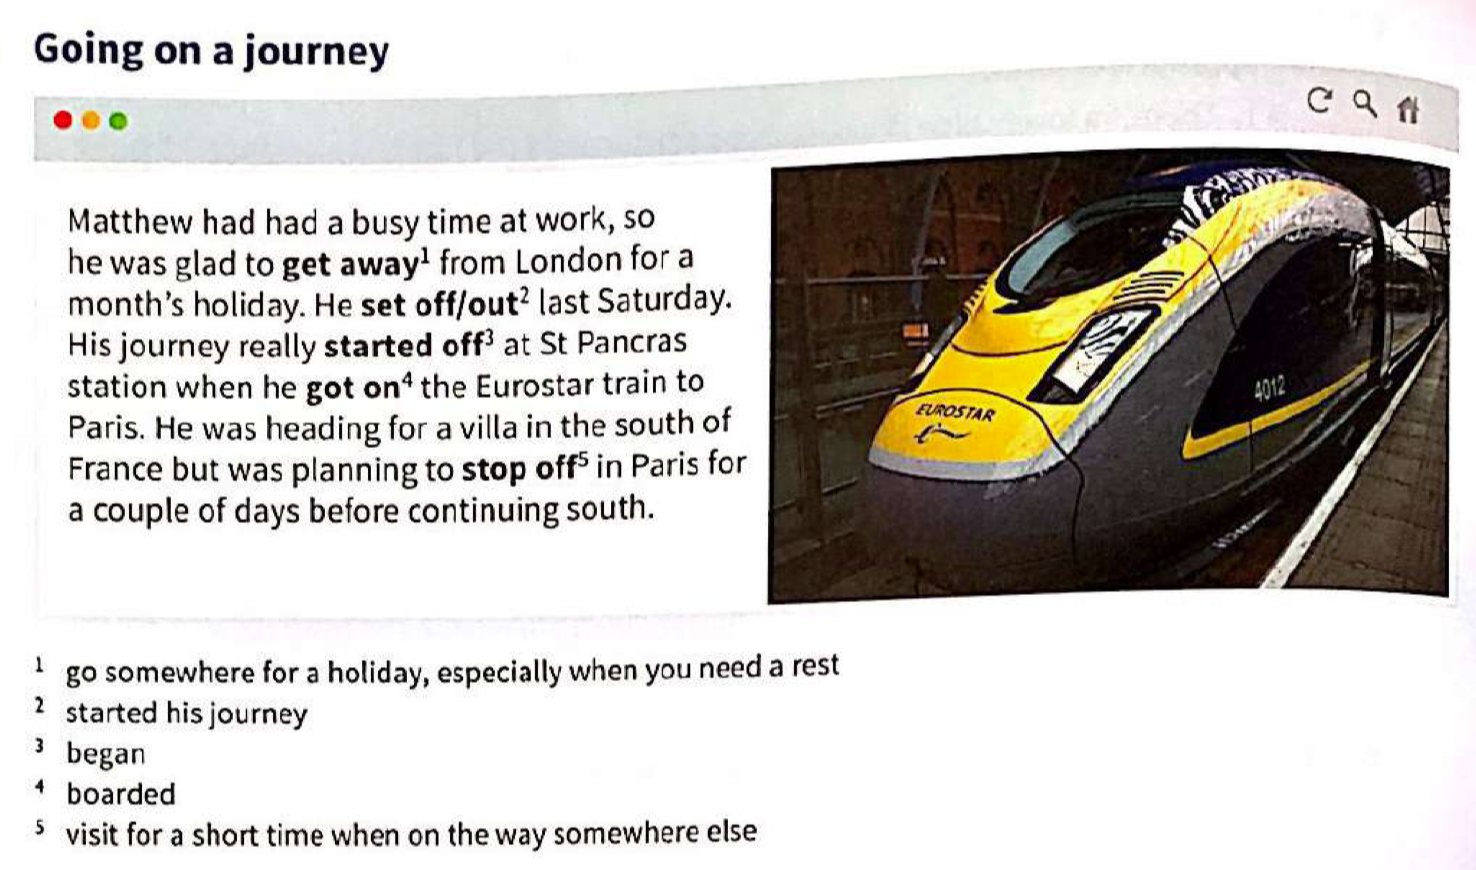 Going on a journey
Matthew had had a busy time at work, so
he was glad to get away¹ from London for a
month's holiday. He set off/out² last Saturday.
His journey really started off³ at St Pancras
station when he got on⁴ the Eurostar train to
Paris. He was heading for a villa in the south of
France but was planning to stop off⁵ in Paris for
a couple of days before continuing south.
EUROSTAR
4012
1 go somewhere for a holiday, especially when you need a rest
2 started his journey
3 began
4 boarded
5 visit for a short time when on the way somewhere else